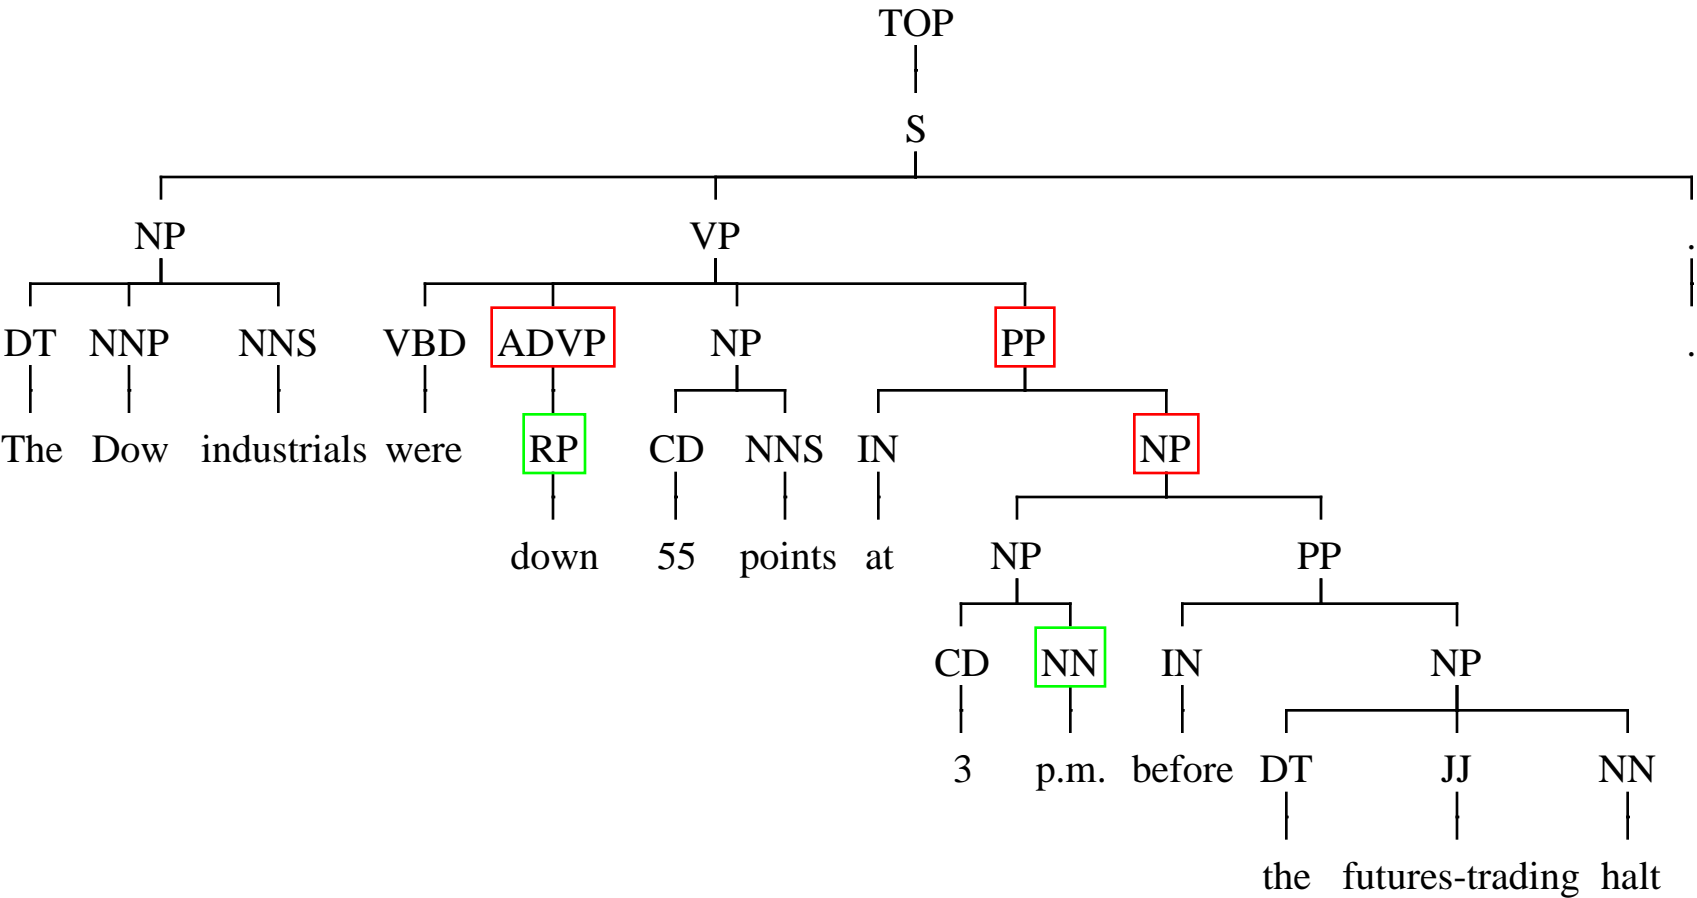 TOP
S
NP VP .
DT NNP NNS VBD ADVP NP PP .
The Dow industrials were RP CD NNS IN NP
down 55 points at NP PP
CD NN IN NP
3 p.m. before DT JJ NN
the futures-trading halt